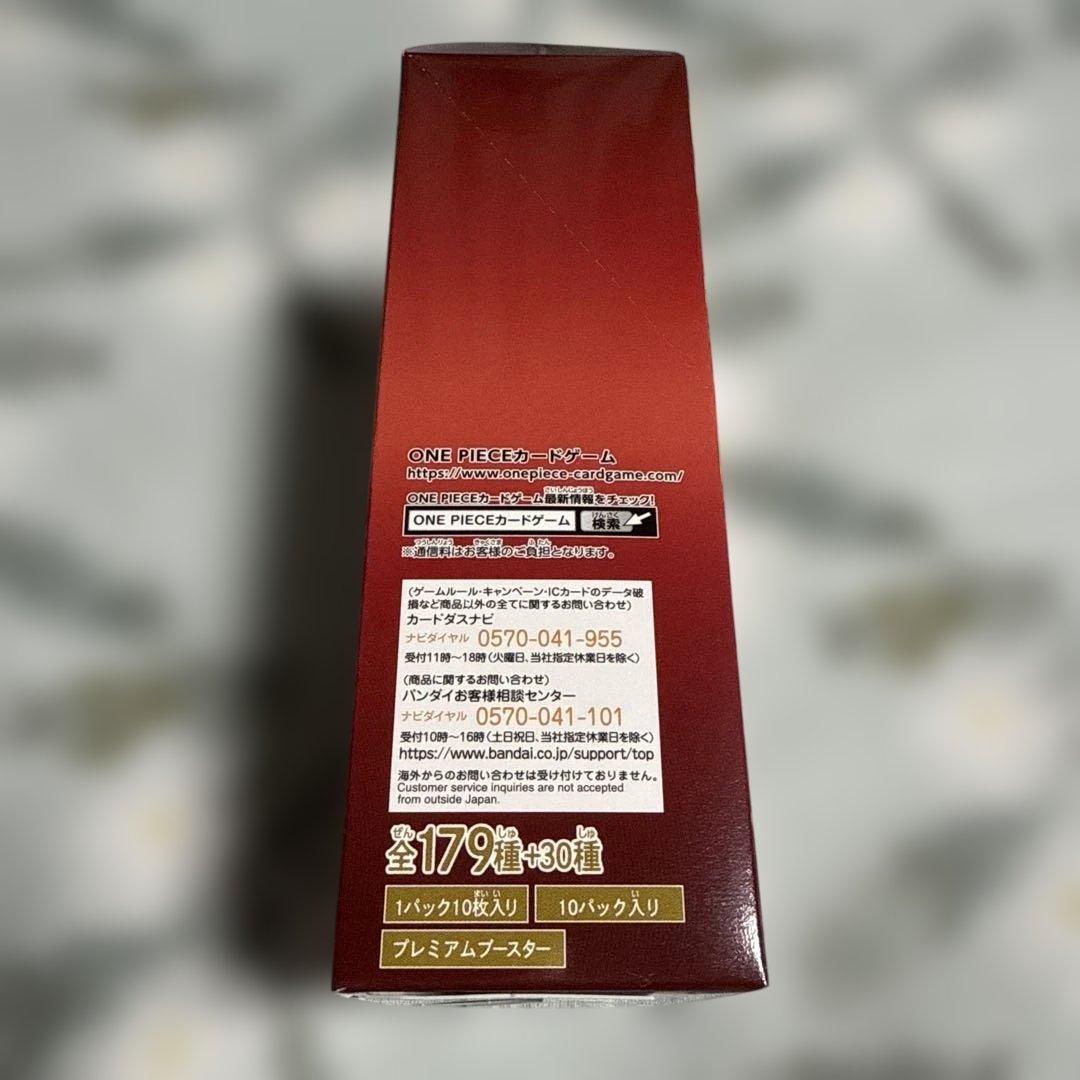 ONE PIECEカードゲーム
https://www.onepiece-cardgame.com/
ONE PIECEカードゲーム最新情報をチェック!
ONE PIECEカードゲーム 検索
※通信料はお客様のご負担となります。
(ゲームルール・キャンペーン・ICカードのデータ破
損など商品以外の全てに関するお問い合わせ)
カードダスナビ
ナビダイヤル 0570-041-955
受付11時〜18時(火曜日、当社指定休業日を除く)
(商品に関するお問い合わせ)
バンダイお客様相談センター
ナビダイヤル 0570-041-101
受付10時〜16時(土日祝日、当社指定休業日を除く)
https://www.bandai.co.jp/support/top
海外からのお問い合わせは受け付けておりません。
Customer service inquiries are not accepted
from outside Japan.
全179種+30種
1パック10枚入り 10パック入り
プレミアムブースター